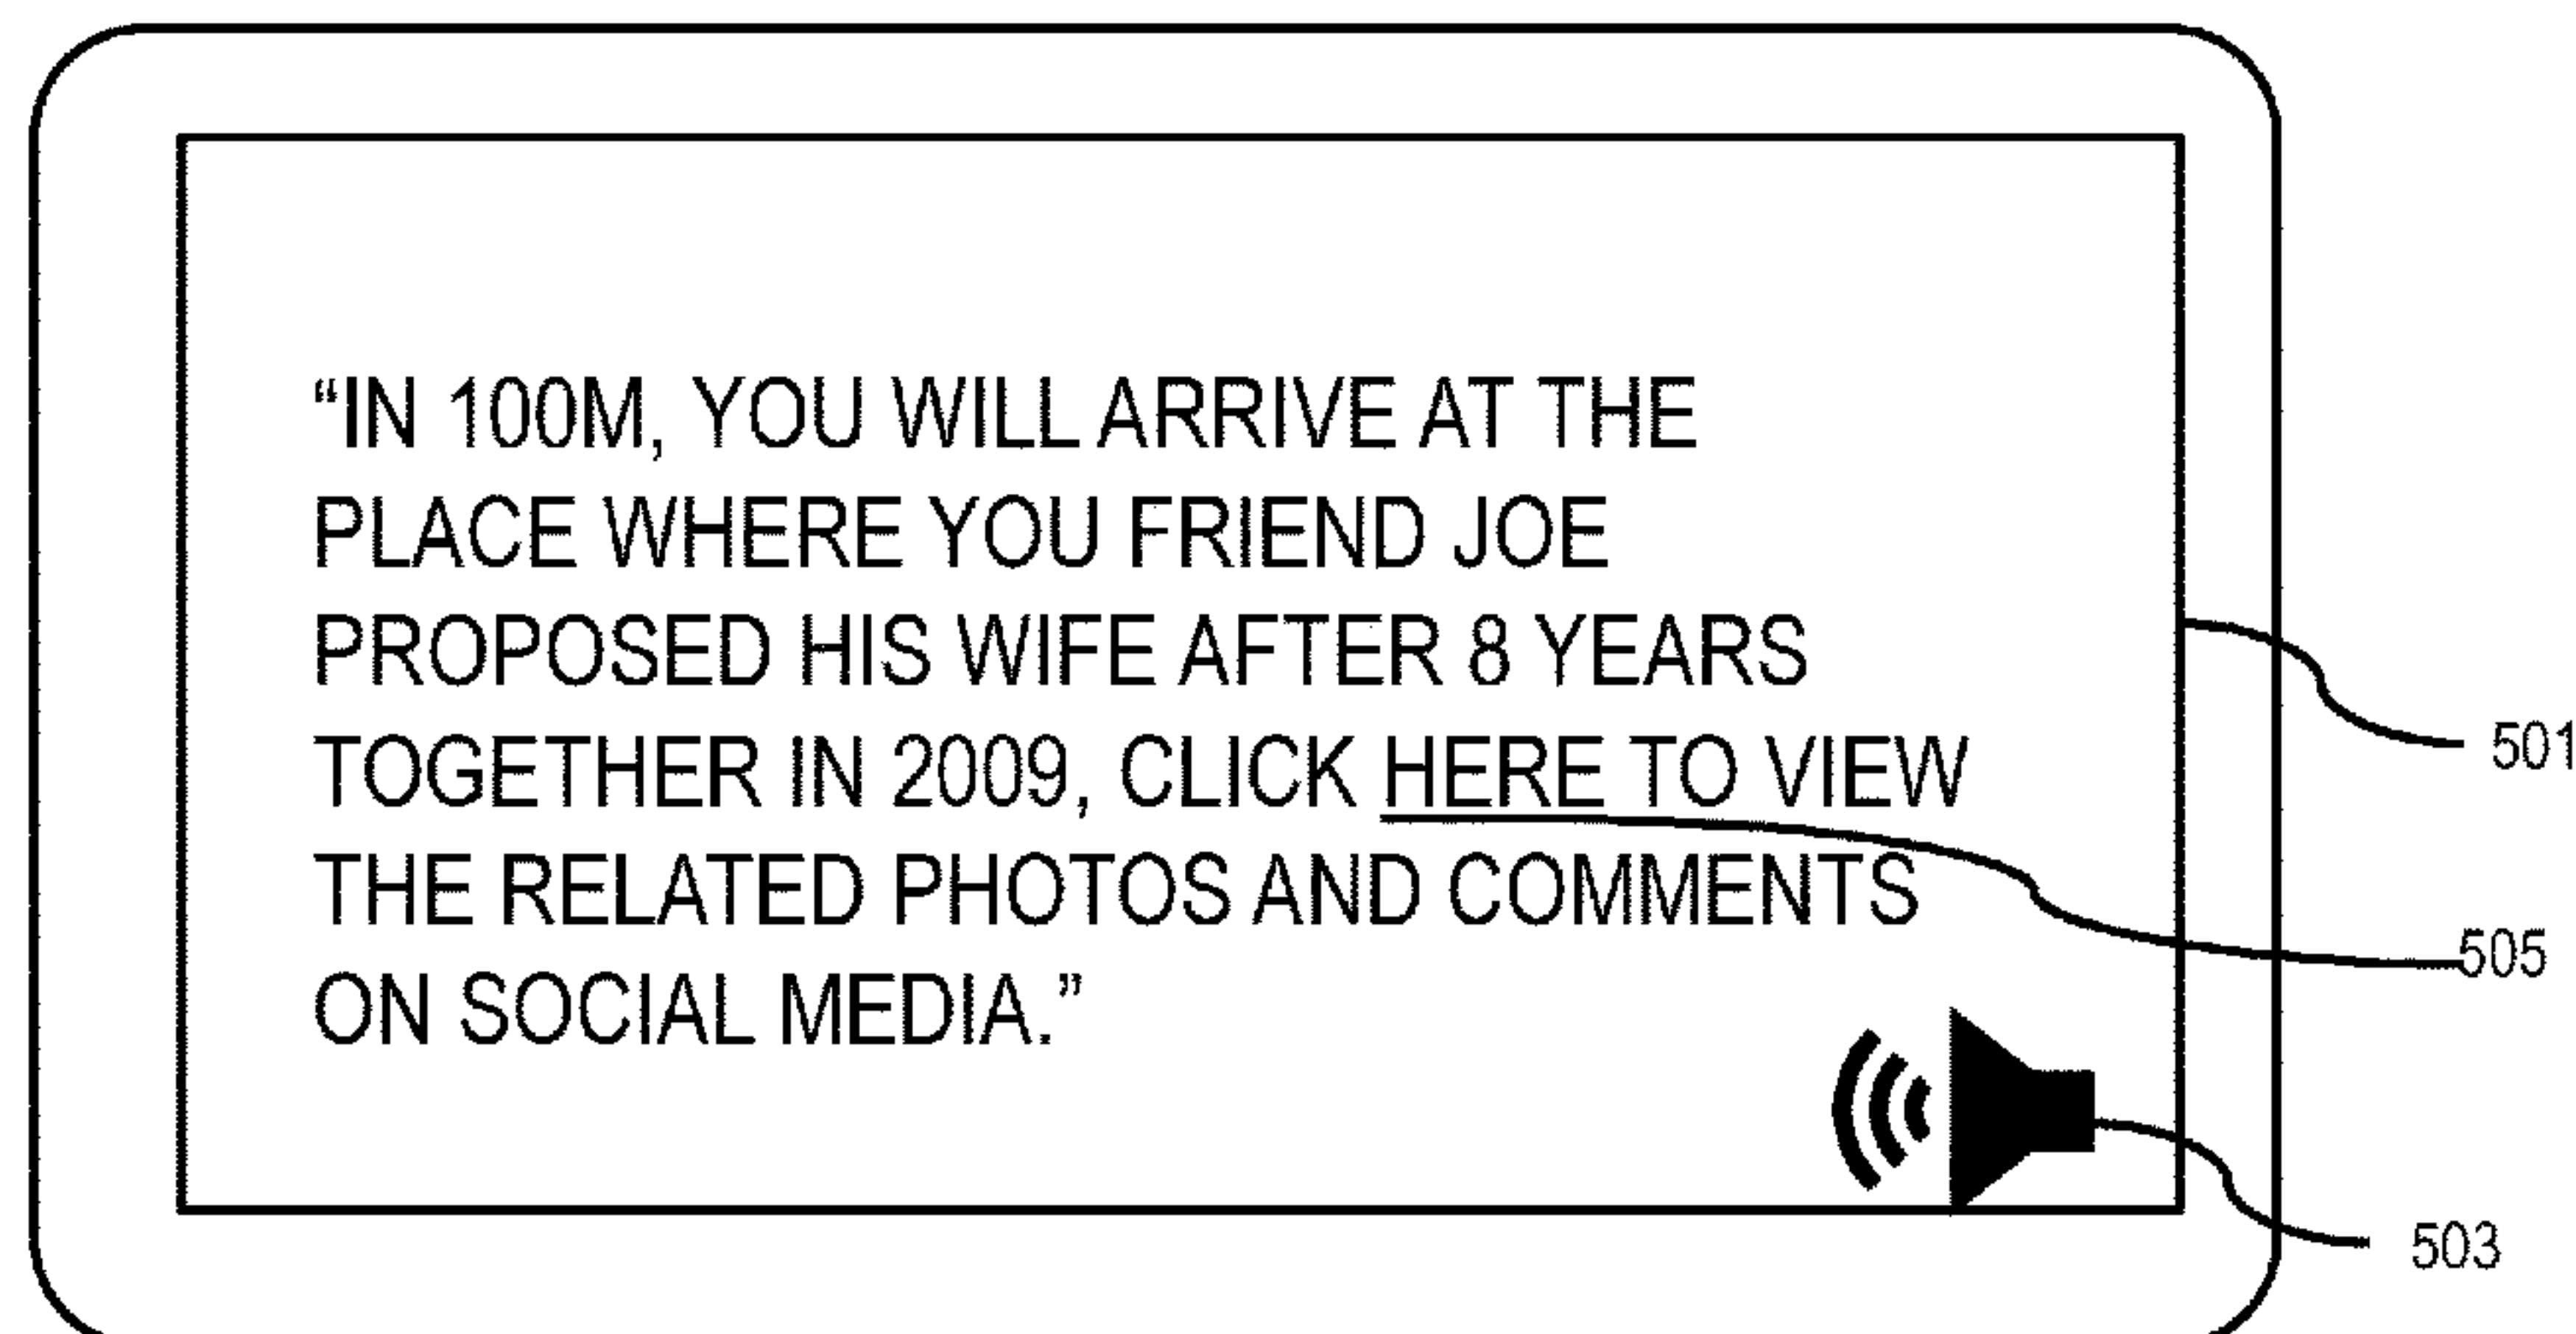 “IN 100M, YOU WILL ARRIVE AT THE
PLACE WHERE YOU FRIEND JOE
PROPOSED HIS WIFE AFTER 8 YEARS
TOGETHER IN 2009, CLICK HERE TO VIEW
THE RELATED PHOTOS AND COMMENTS
ON SOCIAL MEDIA.”
501
505
503